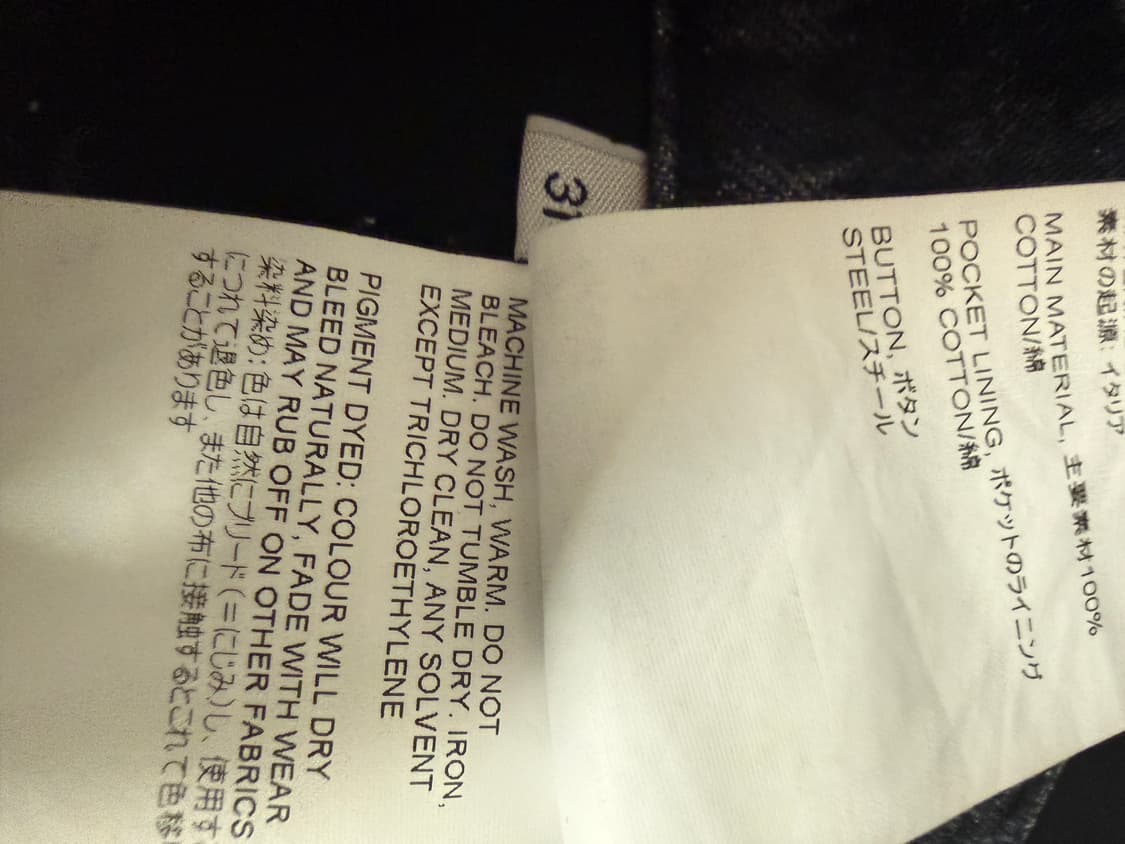 31
素材の起源: イタリア
MAIN MATERIAL, 主要素材100%
COTTON/綿
POCKET LINING, ポケットのライニング
100% COTTON/綿
BUTTON, ボタン
STEEL/スチール
MACHINE WASH, WARM. DO NOT
BLEACH. DO NOT TUMBLE DRY. IRON,
MEDIUM. DRY CLEAN, ANY SOLVENT
EXCEPT TRICHLOROETHYLENE
PIGMENT DYED: COLOUR WILL DRY
BLEED NATURALLY, FADE WITH WEAR
AND MAY RUB OFF ON OTHER FABRICS
染料染め: 色は自然にブリード (=にじみ) し、使用す
につれて退色し、また他の布に接触するとこれて色移
することがあります